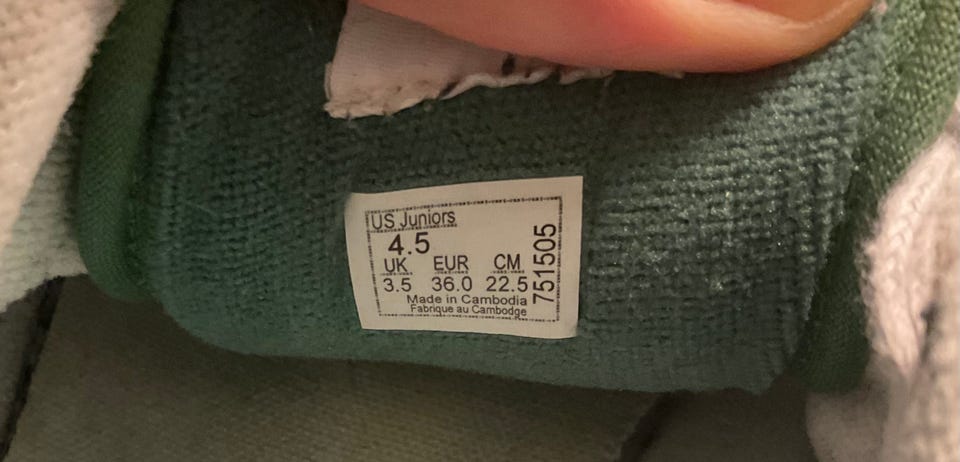 US Juniors
4.5
UK EUR CM
3.5 36.0 22.5
Made in Cambodia
Fabrique au Cambodge
751505